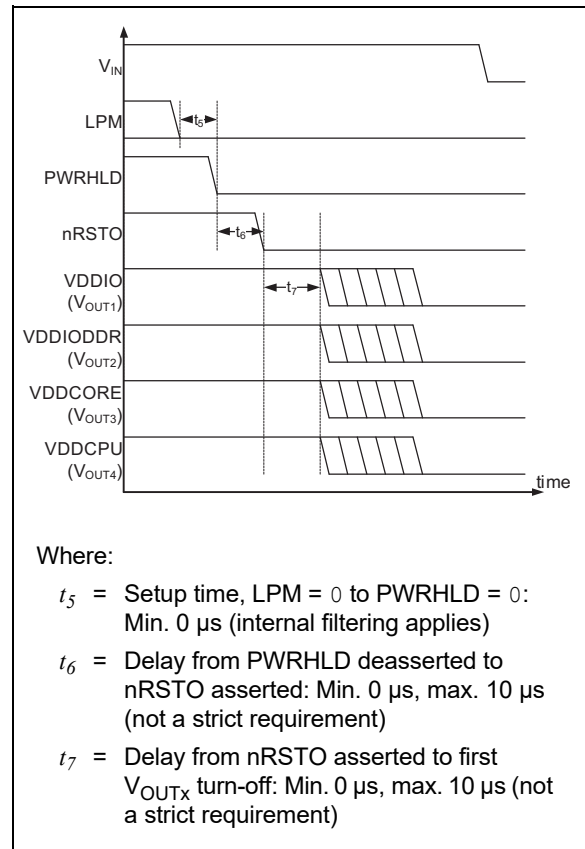 V_IN
LPM
t5
PWRHLD
t6
nRSTO
t7
VDDIO
(V_OUT1)
VDDIODDR
(V_OUT2)
VDDCORE
(V_OUT3)
VDDCPU
(V_OUT4)
time
Where:
t5 = Setup time, LPM = 0 to PWRHLD = 0:
Min. 0 µs (internal filtering applies)
t6 = Delay from PWRHLD deasserted to
nRSTO asserted: Min. 0 µs, max. 10 µs
(not a strict requirement)
t7 = Delay from nRSTO asserted to first
V_OUTx turn-off: Min. 0 µs, max. 10 µs (not
a strict requirement)